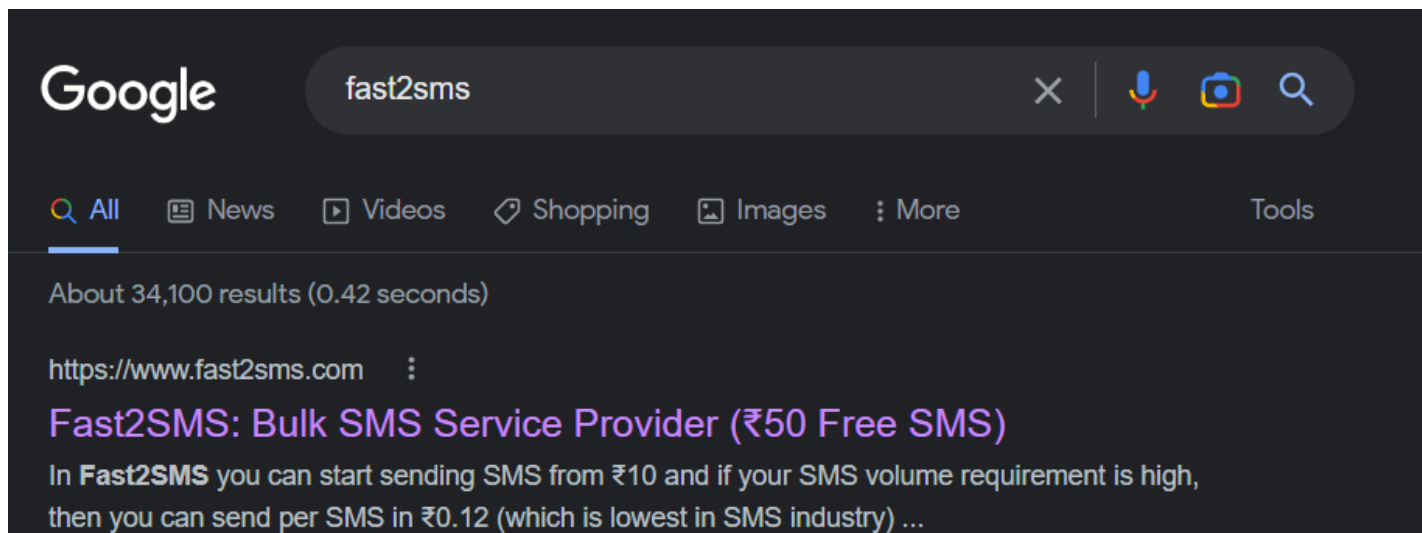 Google fast2sms
All News Videos Shopping Images More Tools
About 34,100 results (0.42 seconds)
https://www.fast2sms.com
Fast2SMS: Bulk SMS Service Provider (₹50 Free SMS)
In Fast2SMS you can start sending SMS from ₹10 and if your SMS volume requirement is high,
then you can send per SMS in ₹0.12 (which is lowest in SMS industry) ...